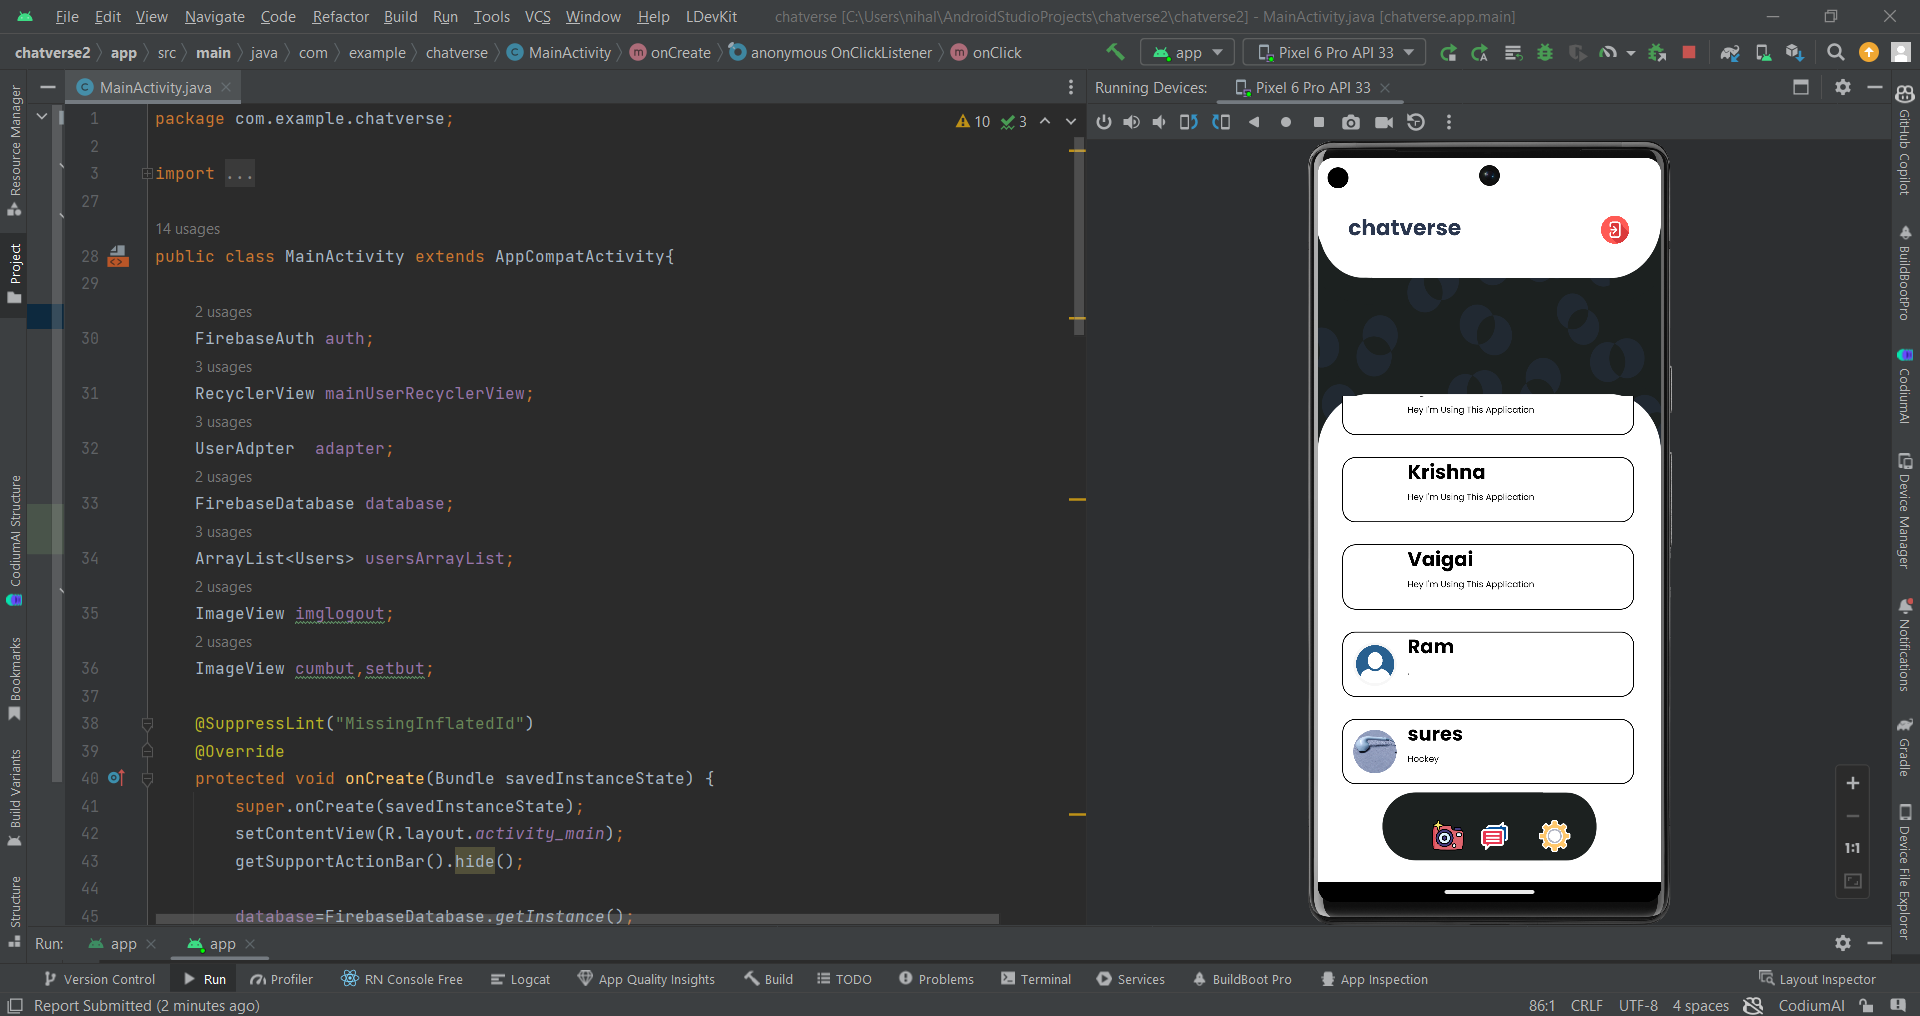 File Edit View Navigate Code Refactor Build Run Tools VCS Window Help LDevKit chatverse [C:\Users\nihal\AndroidStudioProjects\chatverse2\chatverse2] - MainActivity.java [chatverse.app.main]
chatverse2 app src main java com example chatverse MainActivity onCreate anonymous OnClickListener onClick app Pixel 6 Pro API 33
MainActivity.java
Running Devices: Pixel 6 Pro API 33
Resource Manager
Project
CodiumAI Structure
Bookmarks
Build Variants
Structure
10 3
1 package com.example.chatverse;
2
3 import ...
27
14 usages
28 public class MainActivity extends AppCompatActivity{
29
2 usages
30 FirebaseAuth auth;
3 usages
31 RecyclerView mainUserRecyclerView;
3 usages
32 UserAdpter adapter;
2 usages
33 FirebaseDatabase database;
3 usages
34 ArrayList<Users> usersArrayList;
2 usages
35 ImageView imglogout;
2 usages
36 ImageView cumbut,setbut;
37
38 @SuppressLint("MissingInflatedId")
39 @Override
40 protected void onCreate(Bundle savedInstanceState) {
41 super.onCreate(savedInstanceState);
42 setContentView(R.layout.activity_main);
43 getSupportActionBar().hide();
44
45 database=FirebaseDatabase.getInstance();
chatverse
Hey I'm Using This Application
Krishna
Hey I'm Using This Application
Vaigai
Hey I'm Using This Application
Ram
.
sures
Hockey
1:1
GitHub Copilot
BuildBootPro
CodiumAI
Device Manager
Notifications
Gradle
Device File Explorer
Run: app app
Version Control Run Profiler RN Console Free Logcat App Quality Insights Build TODO Problems Terminal Services BuildBoot Pro App Inspection Layout Inspector
Report Submitted (2 minutes ago) 86:1 CRLF UTF-8 4 spaces CodiumAI